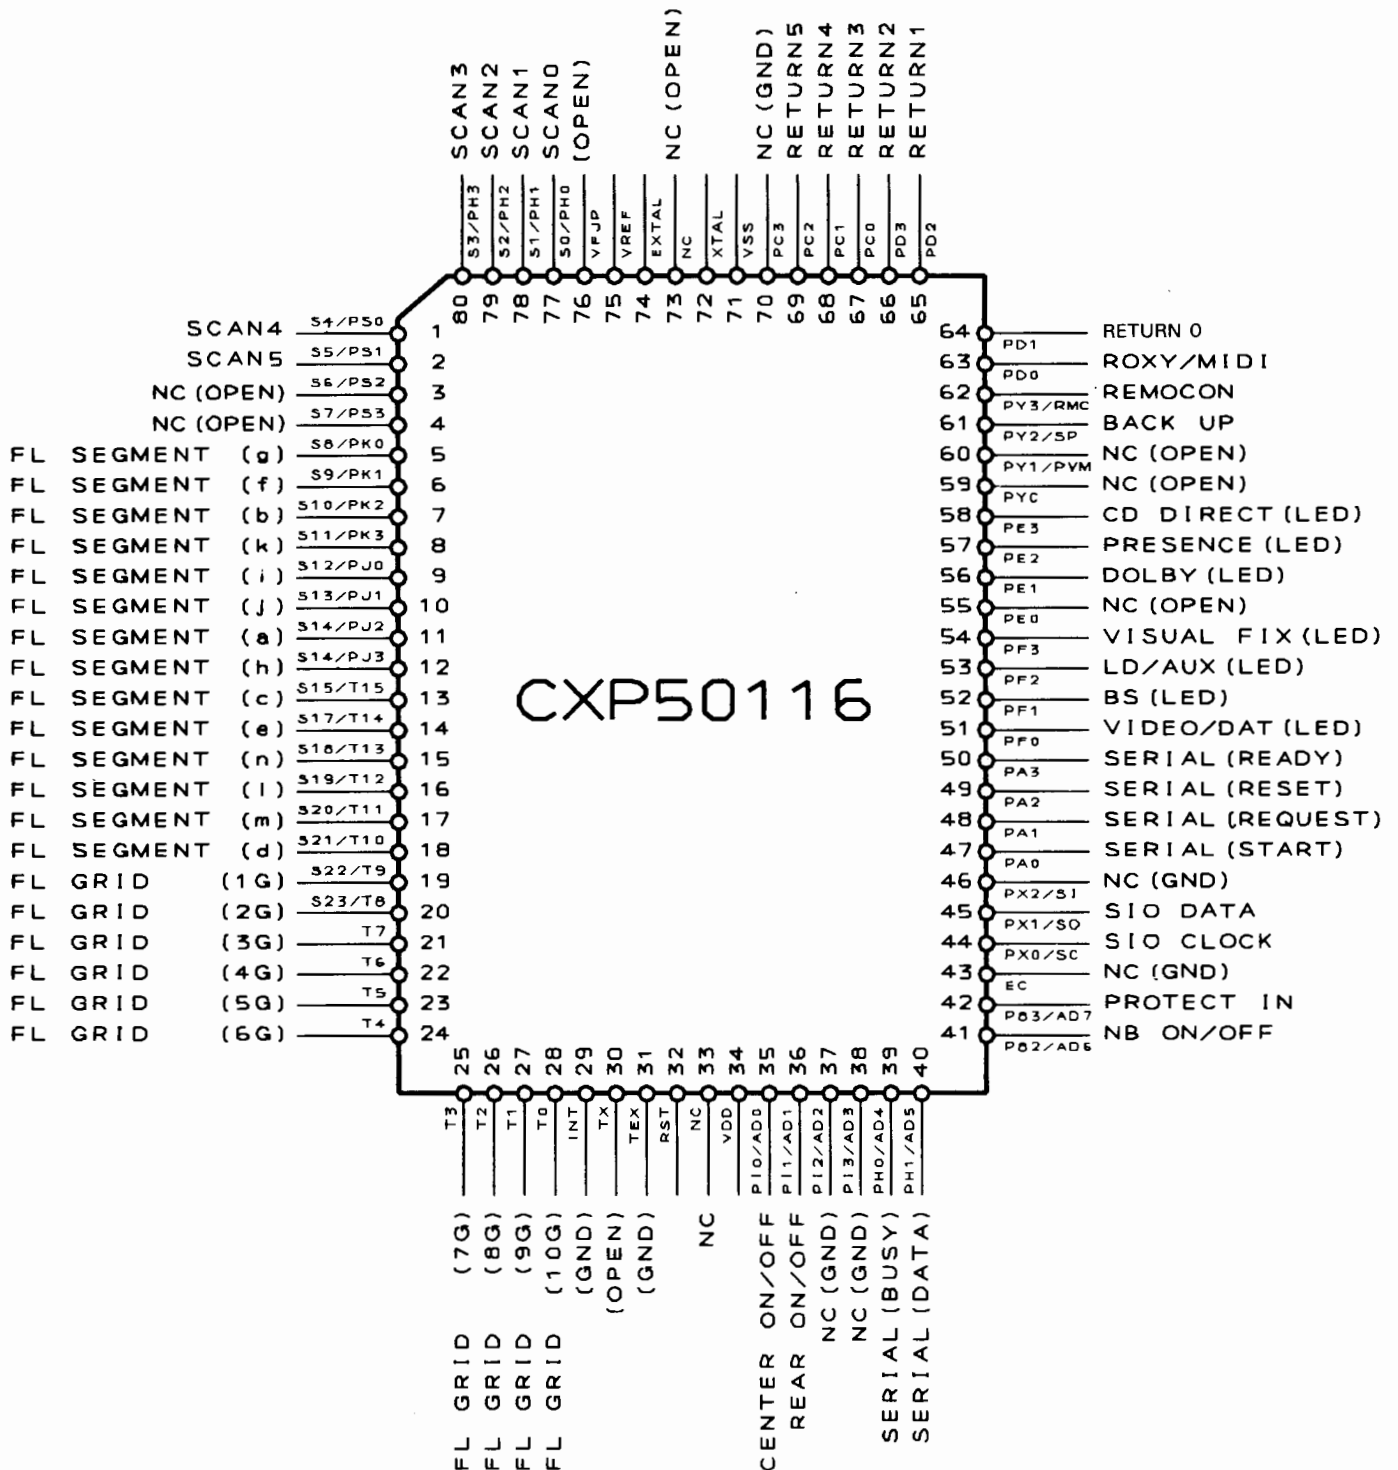 SCAN3
SCAN2
SCAN1
SCAN0
(OPEN)
NC (OPEN)
NC (GND)
RETURN5
RETURN4
RETURN3
RETURN2
RETURN1
S3/PH3
S2/PH2
S1/PH1
S0/PH0
VFJP
VREF
EXTAL
NC
XTAL
VSS
PC3
PC2
PC1
PC0
PD3
PD2
80 79 78 77 76 75 74 73 72 71 70 69 68 67 66 65
SCAN4 S4/PS0 1
SCAN5 S5/PS1 2
NC (OPEN) S6/PS2 3
NC (OPEN) S7/PS3 4
FL SEGMENT (g) S8/PK0 5
FL SEGMENT (f) S9/PK1 6
FL SEGMENT (b) S10/PK2 7
FL SEGMENT (k) S11/PK3 8
FL SEGMENT (i) S12/PJ0 9
FL SEGMENT (j) S13/PJ1 10
FL SEGMENT (a) S14/PJ2 11
FL SEGMENT (h) S14/PJ3 12
FL SEGMENT (c) S15/T15 13
FL SEGMENT (e) S17/T14 14
FL SEGMENT (n) S18/T13 15
FL SEGMENT (l) S19/T12 16
FL SEGMENT (m) S20/T11 17
FL SEGMENT (d) S21/T10 18
FL GRID (1G) S22/T9 19
FL GRID (2G) S23/T8 20
FL GRID (3G) T7 21
FL GRID (4G) T6 22
FL GRID (5G) T5 23
FL GRID (6G) T4 24
CXP50116
64 PD1 RETURN 0
63 PD0 ROXY/MIDI
62 PY3/RMC REMOCON
61 PY2/SP BACK UP
60 PY1/PVM NC (OPEN)
59 PYC NC (OPEN)
58 PE3 CD DIRECT (LED)
57 PE2 PRESENCE (LED)
56 PE1 DOLBY (LED)
55 PE0 NC (OPEN)
54 PF3 VISUAL FIX (LED)
53 PF2 LD/AUX (LED)
52 PF1 BS (LED)
51 PF0 VIDEO/DAT (LED)
50 PA3 SERIAL (READY)
49 PA2 SERIAL (RESET)
48 PA1 SERIAL (REQUEST)
47 PA0 SERIAL (START)
46 PX2/SI NC (GND)
45 PX1/SO SIO DATA
44 PX0/SC SIO CLOCK
43 EC NC (GND)
42 PB3/AD7 PROTECT IN
41 PB2/AD6 NB ON/OFF
25 26 27 28 29 30 31 32 33 34 35 36 37 38 39 40
T3
T2
T1
T0
INT
TX
TEX
RST
NC
VDD
PI0/AD0
PI1/AD1
PI2/AD2
PI3/AD3
PH0/AD4
PH1/AD5
FL GRID (7G)
FL GRID (8G)
FL GRID (9G)
FL GRID (10G)
(GND)
(OPEN)
(GND)
NC
CENTER ON/OFF
REAR ON/OFF
NC (GND)
NC (GND)
SERIAL (BUSY)
SERIAL (DATA)